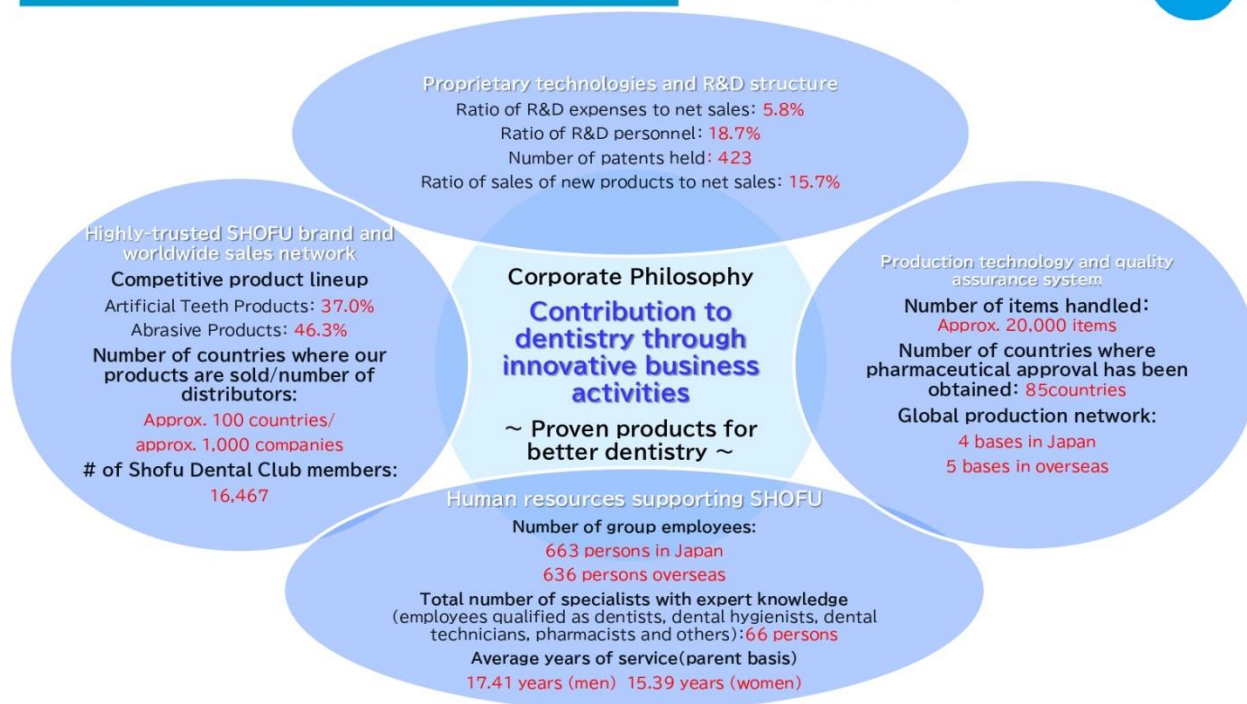 Proprietary technologies and R&D structure
Ratio of R&D expenses to net sales: 5.8%
Ratio of R&D personnel: 18.7%
Number of patents held: 423
Ratio of sales of new products to net sales: 15.7%
Highly-trusted SHOFU brand and
worldwide sales network
Competitive product lineup
Artificial Teeth Products: 37.0%
Abrasive Products: 46.3%
Number of countries where our
products are sold/number of
distributors:
Approx. 100 countries/
approx. 1,000 companies
# of Shofu Dental Club members:
16,467
Corporate Philosophy
Contribution to
dentistry through
innovative business
activities
~ Proven products for
better dentistry ~
Production technology and quality
assurance system
Number of items handled:
Approx. 20,000 items
Number of countries where
pharmaceutical approval has been
obtained: 85countries
Global production network:
4 bases in Japan
5 bases in overseas
Human resources supporting SHOFU
Number of group employees:
663 persons in Japan
636 persons overseas
Total number of specialists with expert knowledge
(employees qualified as dentists, dental hygienists, dental
technicians, pharmacists and others):66 persons
Average years of service(parent basis)
17.41 years (men) 15.39 years (women)